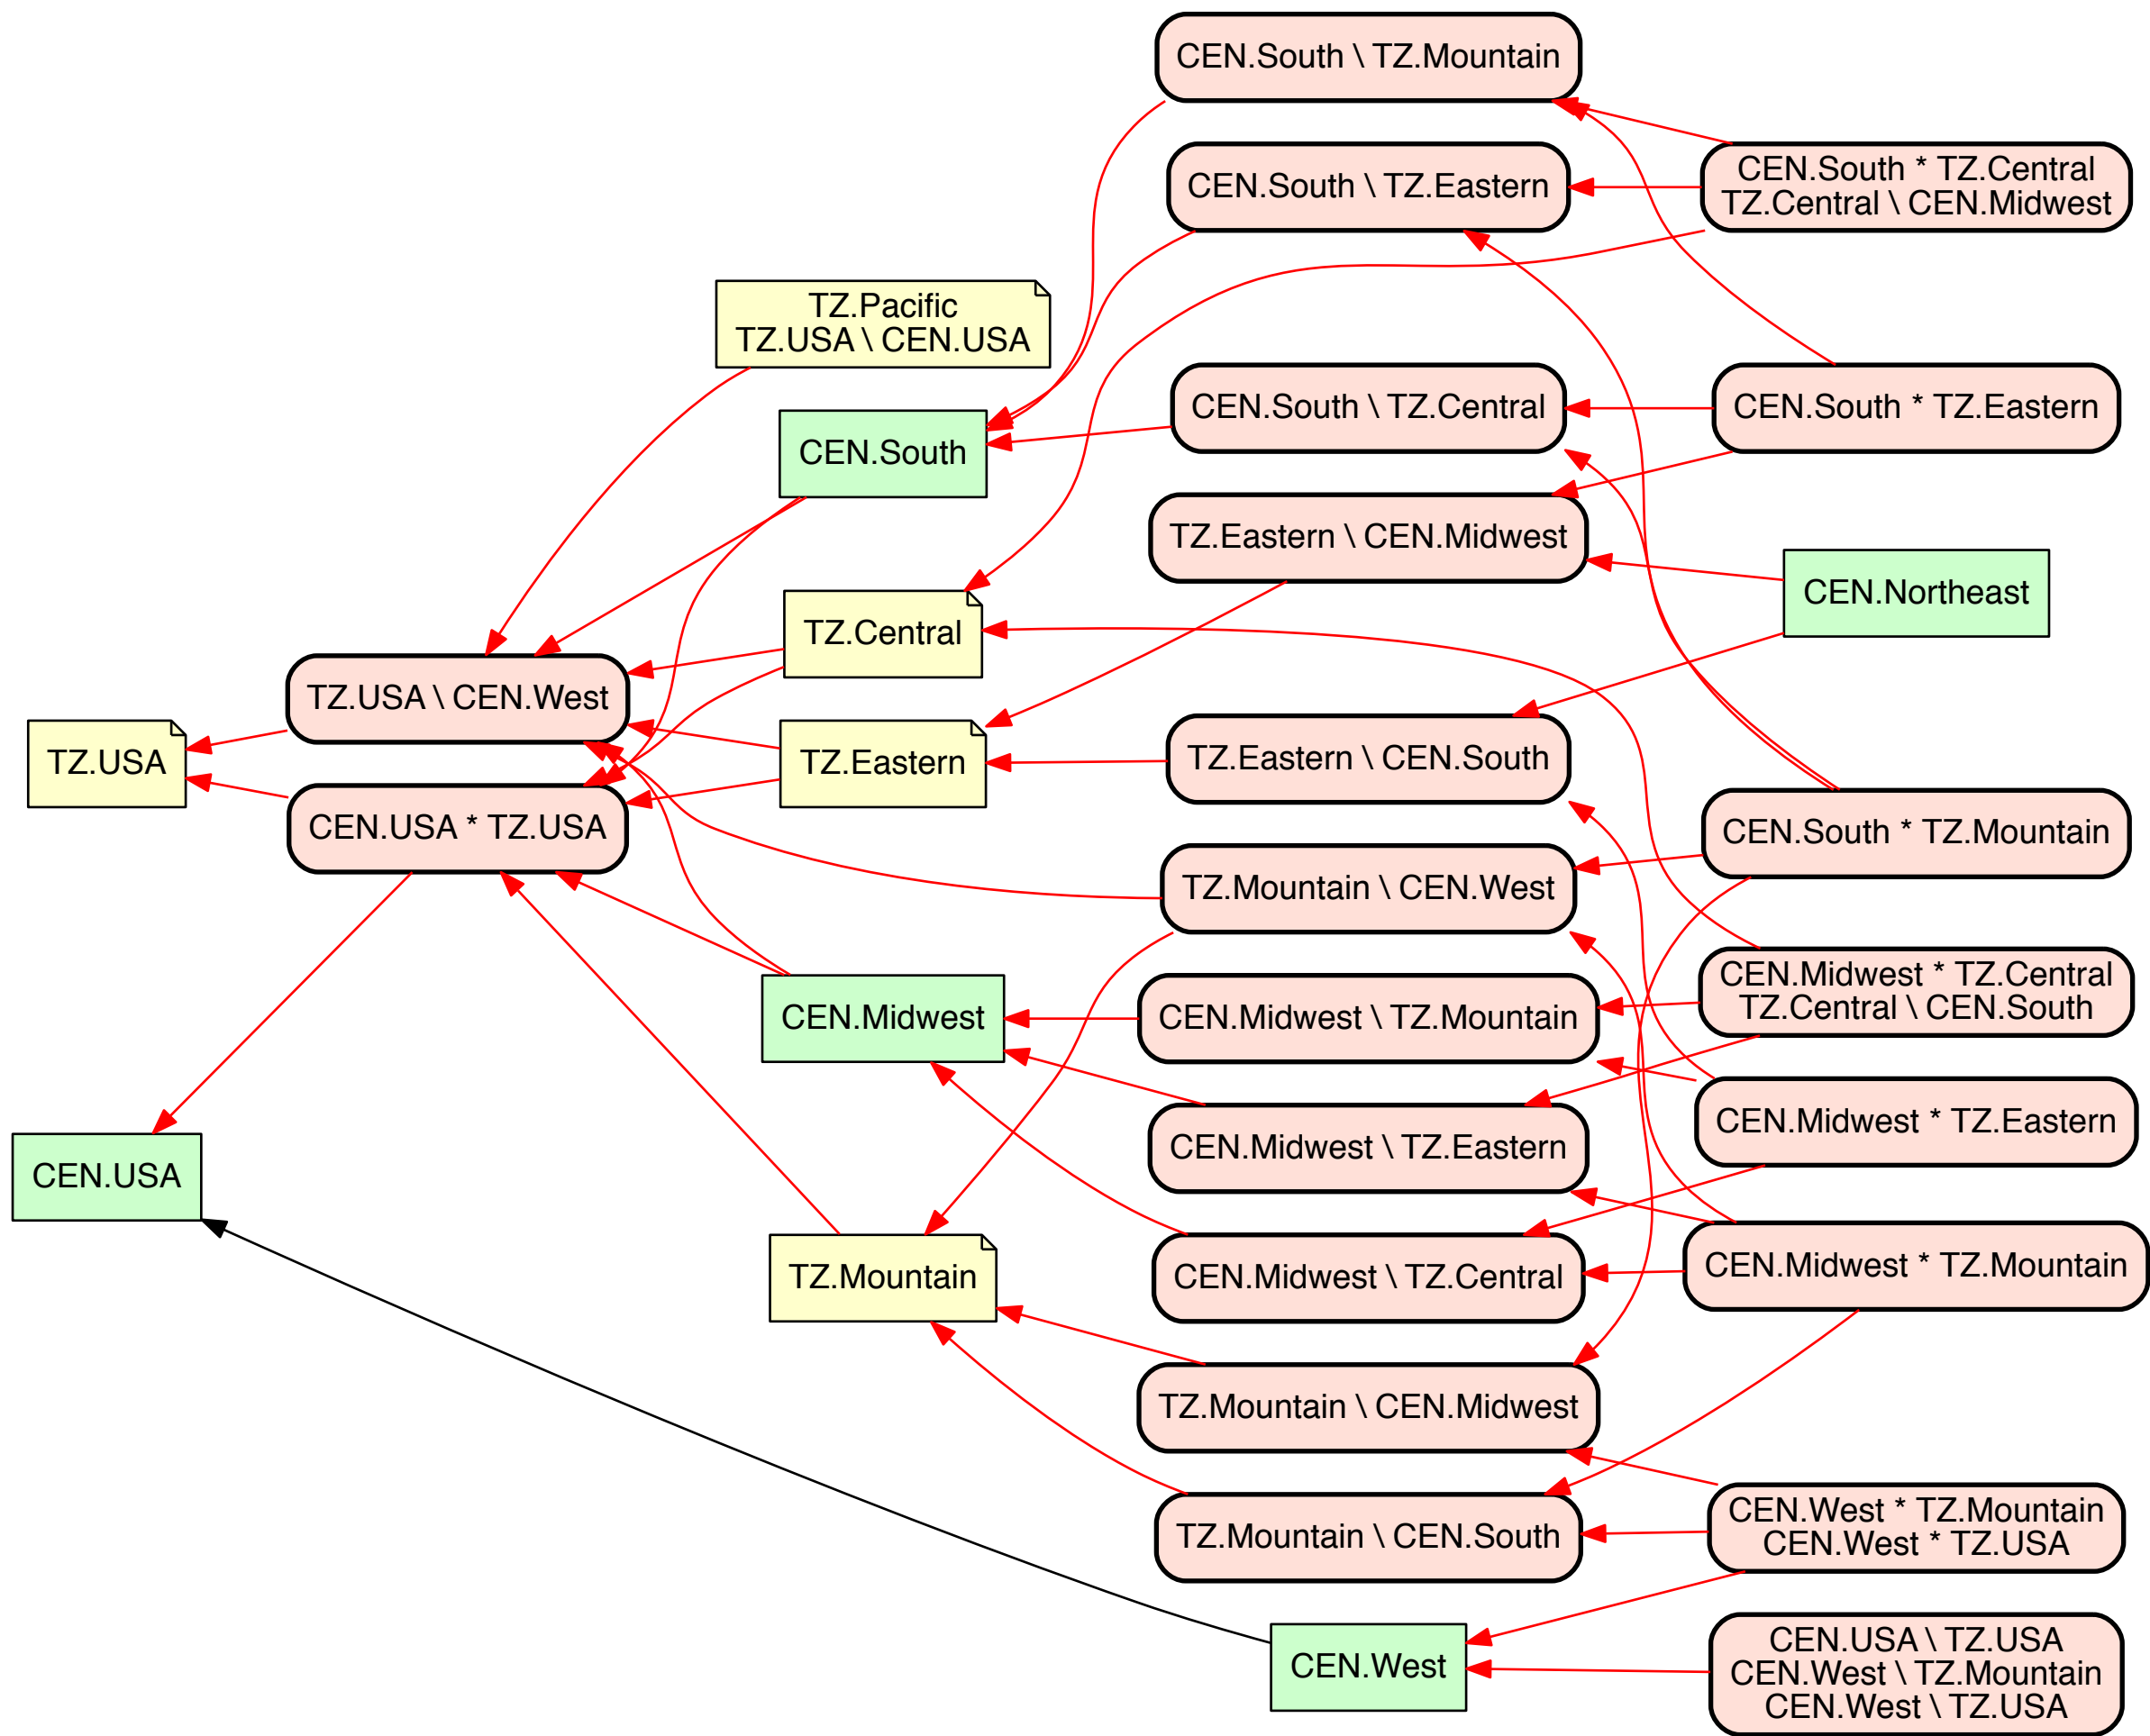 CEN.South \ TZ.Mountain
CEN.South \ TZ.Eastern
CEN.South * TZ.Central
TZ.Central \ CEN.Midwest
TZ.Pacific
TZ.USA \ CEN.USA
CEN.South
CEN.South \ TZ.Central
CEN.South * TZ.Eastern
TZ.Eastern \ CEN.Midwest
CEN.Northeast
TZ.Central
TZ.USA \ CEN.West
TZ.USA
TZ.Eastern
TZ.Eastern \ CEN.South
CEN.USA * TZ.USA
CEN.South * TZ.Mountain
TZ.Mountain \ CEN.West
CEN.Midwest
CEN.Midwest \ TZ.Mountain
CEN.Midwest * TZ.Central
TZ.Central \ CEN.South
CEN.Midwest * TZ.Eastern
CEN.USA
CEN.Midwest \ TZ.Eastern
TZ.Mountain
CEN.Midwest \ TZ.Central
CEN.Midwest * TZ.Mountain
TZ.Mountain \ CEN.Midwest
TZ.Mountain \ CEN.South
CEN.West * TZ.Mountain
CEN.West * TZ.USA
CEN.West
CEN.USA \ TZ.USA
CEN.West \ TZ.Mountain
CEN.West \ TZ.USA